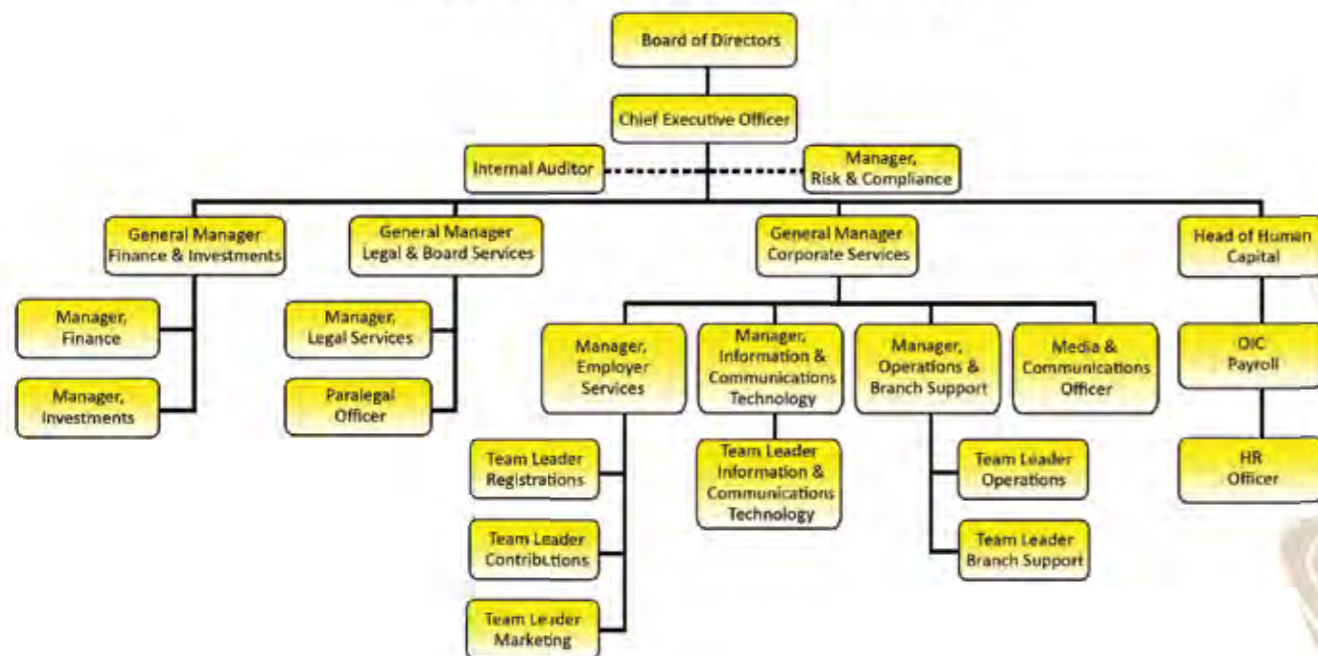 Board of Directors
Chief Executive Officer
Internal Auditor
Manager,
Risk & Compliance
General Manager
Finance & Investments
General Manager
Legal & Board Services
General Manager
Corporate Services
Head of Human
Capital
Manager,
Finance
Manager,
Legal Services
Manager,
Employer
Services
Manager,
Information &
Communications
Technology
Manager,
Operations &
Branch Support
Media &
Communications
Officer
OIC
Payroll
Manager,
Investments
Paralegal
Officer
Team Leader
Registrations
Team Leader
Information &
Communications
Technology
Team Leader
Operations
HR
Officer
Team Leader
Contributions
Team Leader
Branch Support
Team Leader
Marketing